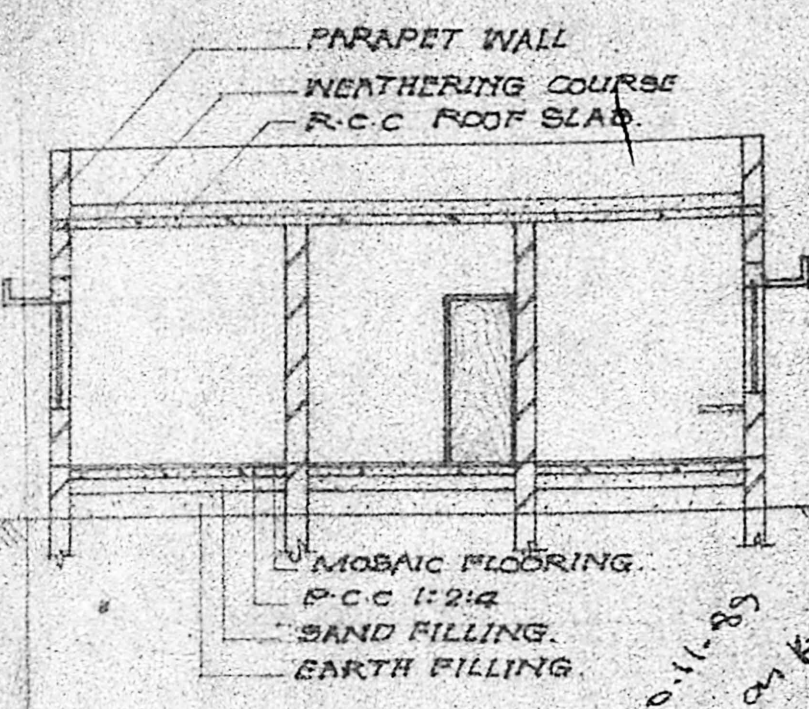 PARAPET WALL
WEATHERING COURSE
R.C.C ROOF SLAB.
MOSAIC FLOORING.
P.C.C 1:2:4
SAND FILLING.
EARTH FILLING.